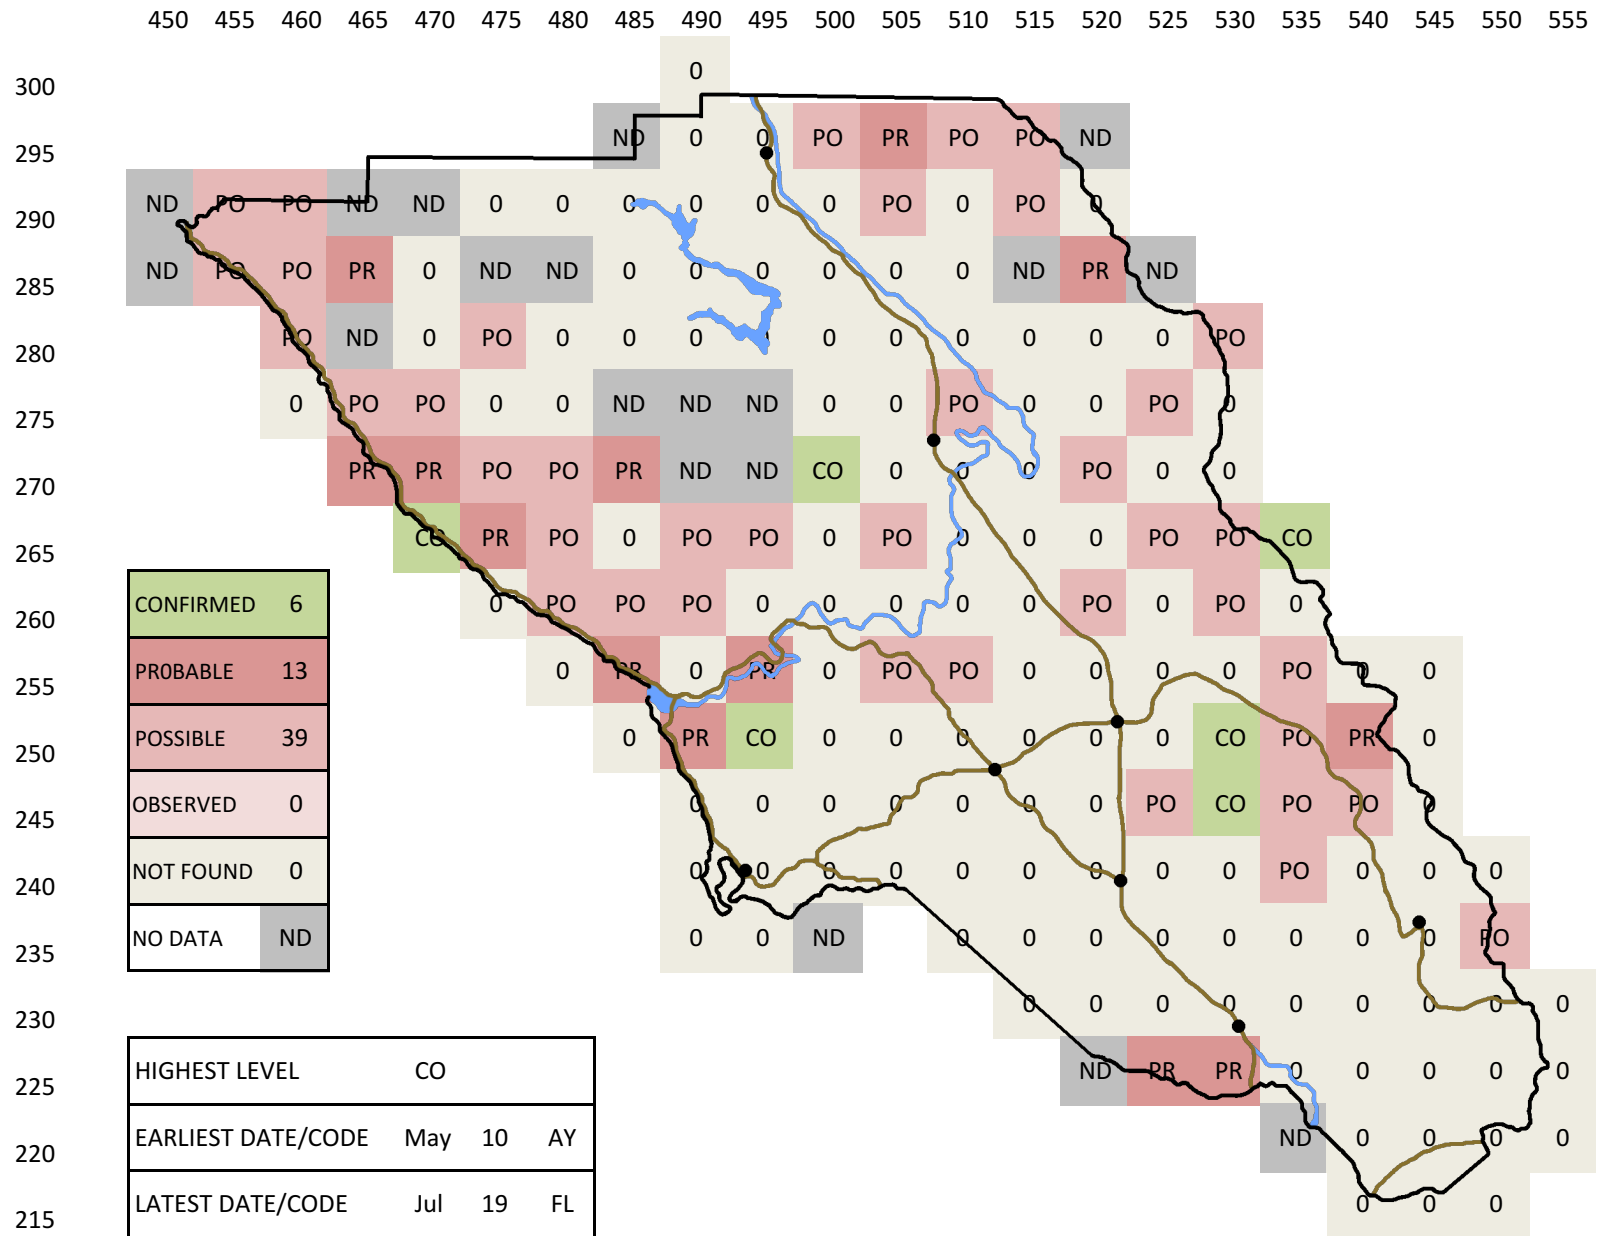 450 455 460 465 470 475 480 485 490 495 500 505 510 515 520 525 530 535 540 545 550 555
300 0
295 ND 0 0 PO PR PO PO ND
290 ND PO PO ND ND 0 0 0 0 0 0 PO 0 PO 0
285 ND PO PO PR 0 ND ND 0 0 0 0 0 0 ND PR ND
280 PO ND 0 PO 0 0 0 0 0 0 0 0 0 0 PO
275 0 PO PO 0 0 ND ND ND 0 0 PO 0 0 PO 0
270 PR PR PO PO PR ND ND CO 0 0 0 0 PO 0 0
265 CO PR PO 0 PO PO 0 PO 0 0 0 PO PO CO
260 0 PO PO PO 0 0 0 0 0 PO 0 PO 0
255 0 PR 0 PR 0 PO PO 0 0 0 0 PO 0 0
250 0 PR CO 0 0 0 0 0 0 CO PO PR 0
245 0 0 0 0 0 0 0 PO CO PO PO 0
240 0 0 0 0 0 0 0 0 0 PO 0 0 0
235 0 0 ND 0 0 0 0 0 0 0 0 PO
230 0 0 0 0 0 0 0 0 0
225 ND PR PR 0 0 0 0 0
220 ND 0 0 0 0
215 0 0 0
CONFIRMED 6
PR0BABLE 13
POSSIBLE 39
OBSERVED 0
NOT FOUND 0
NO DATA ND
HIGHEST LEVEL CO
EARLIEST DATE/CODE May 10 AY
LATEST DATE/CODE Jul 19 FL